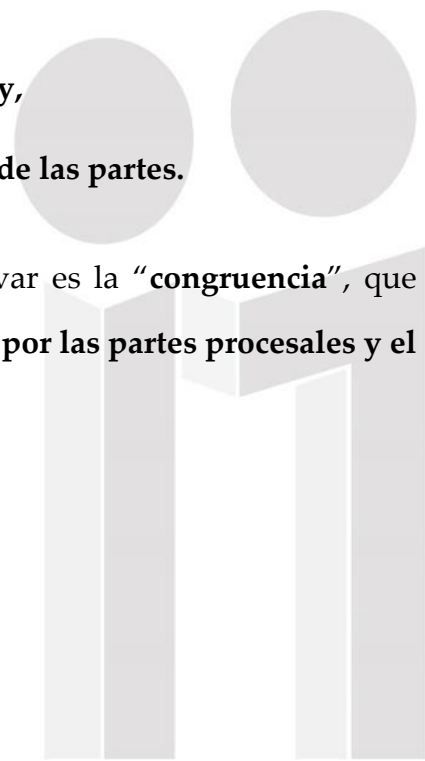 y,
de las partes.
var es la “congruencia”, que
por las partes procesales y el